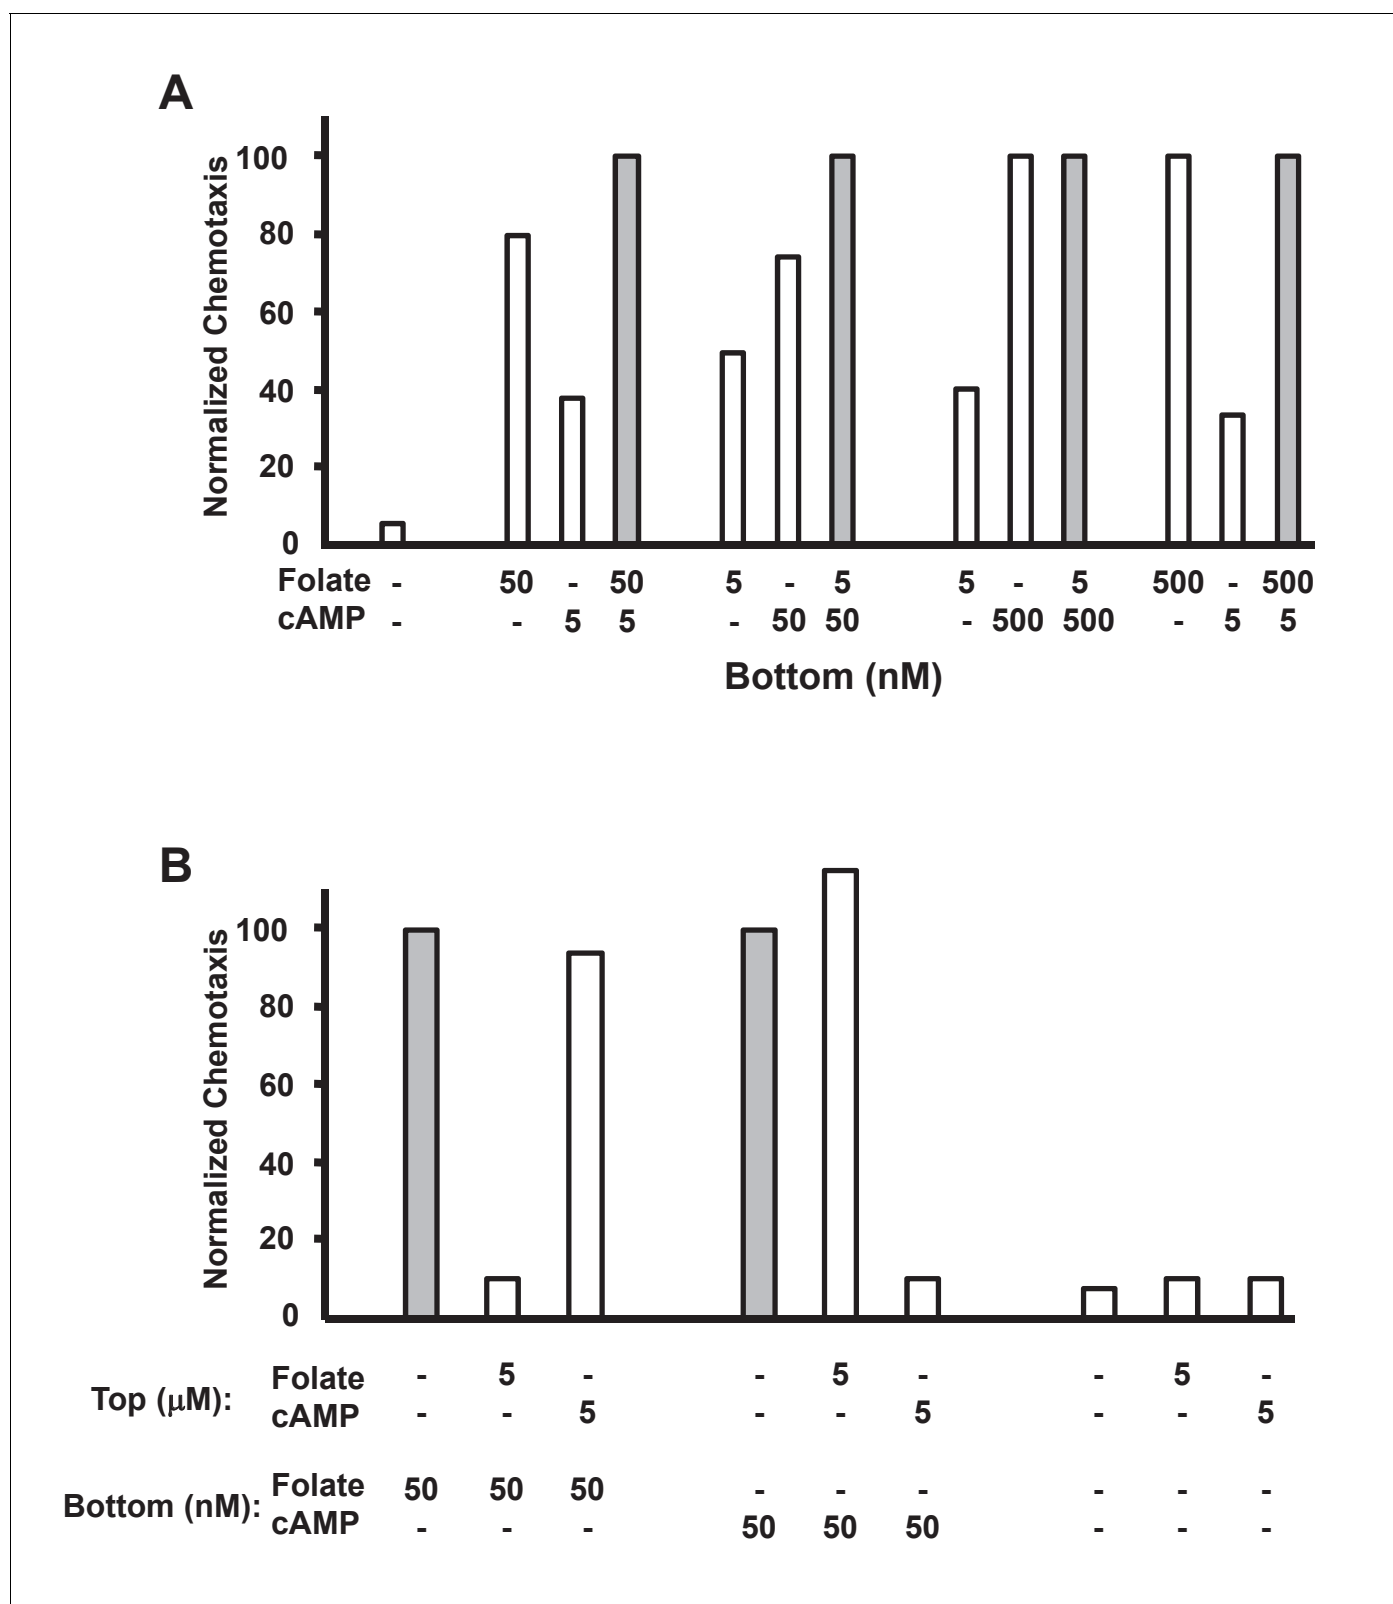 A
Normalized Chemotaxis
100
80
60
40
20
0
Folate - 50 - 50 5 - 5 5 - 5 500 - 500
cAMP - - 5 5 - 50 50 - 500 500 - 5 5
Bottom (nM)
B
Normalized Chemotaxis
100
80
60
40
20
0
Top (μM):
Folate - 5 - - 5 - - 5 -
cAMP - - 5 - - 5 - - 5
Bottom (nM):
Folate 50 50 50 - - - - - -
cAMP - - - 50 50 50 - - -